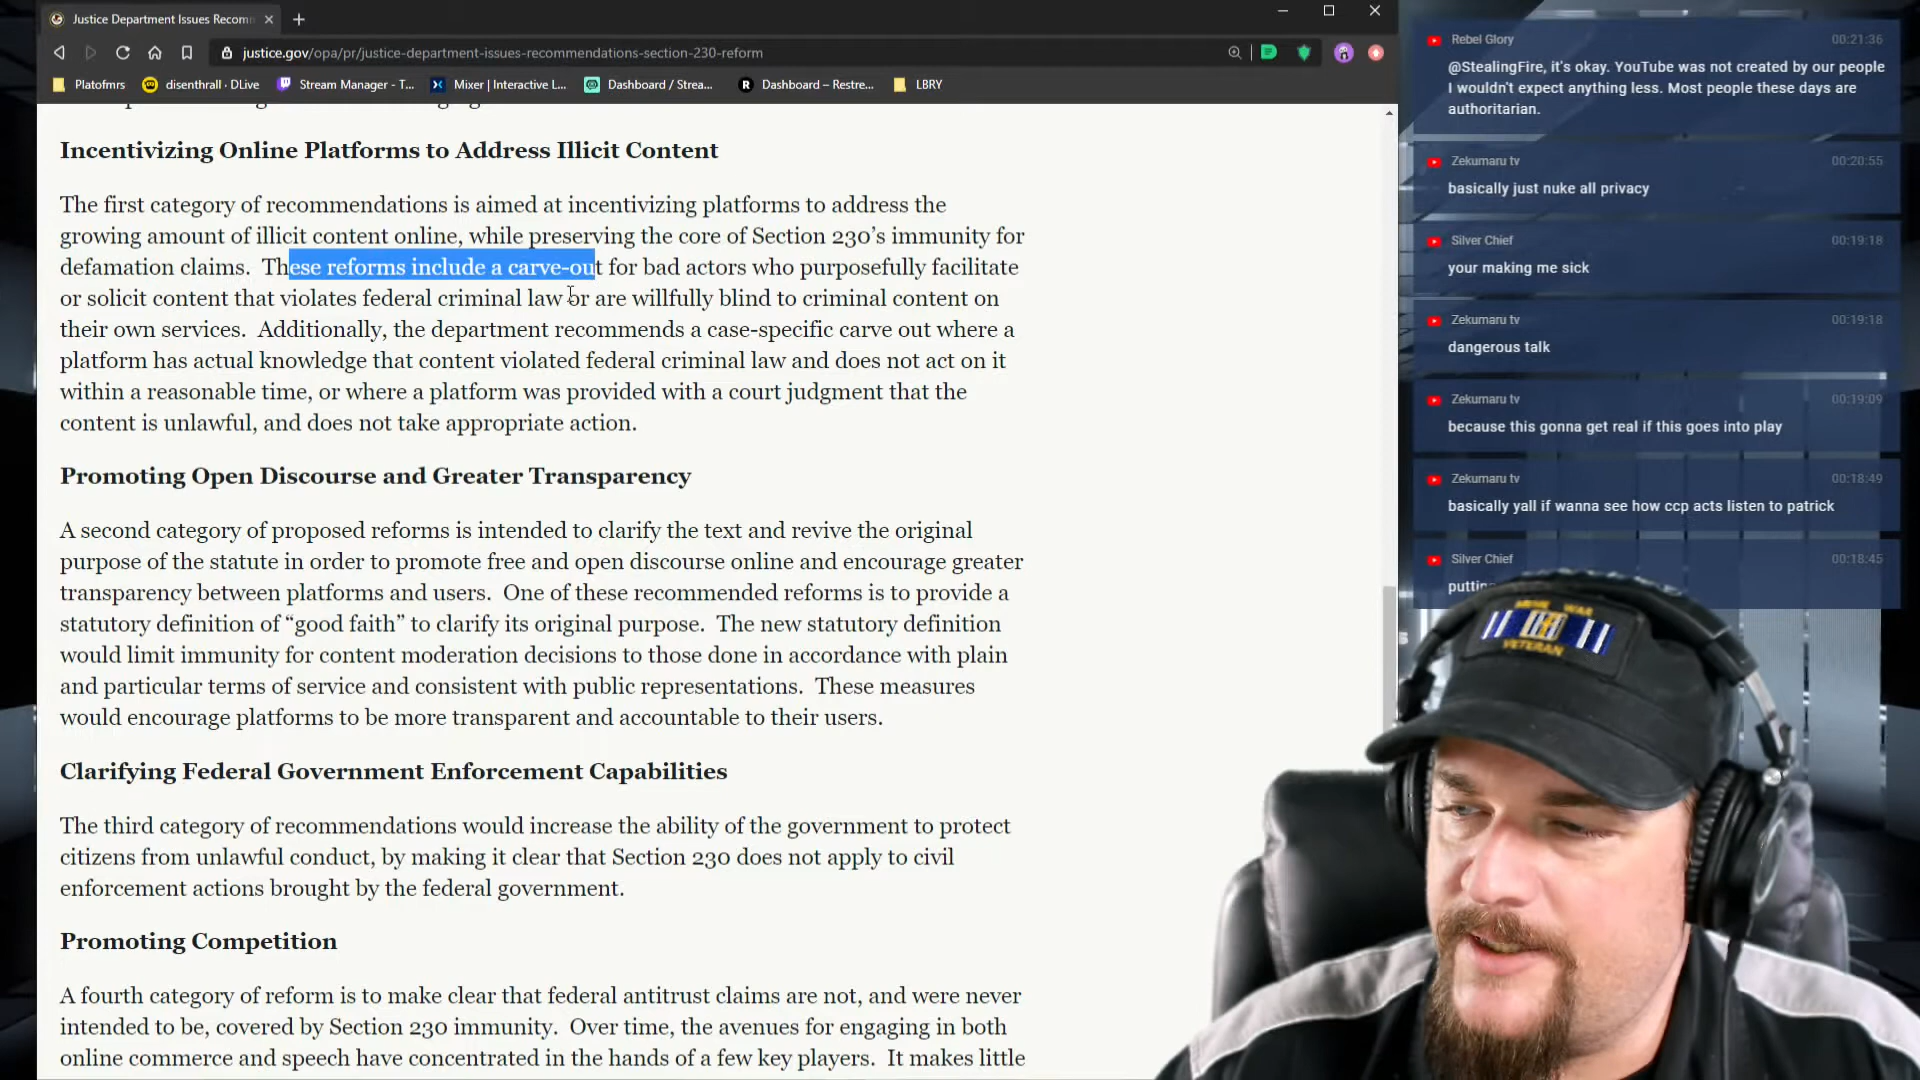 Justice Department Issues Recom
justice.gov/opa/pr/justice-department-issues-recommendations-section-230-reform
Platofmrs
disenthrall · DLive
Stream Manager - T...
Mixer | Interactive L...
Dashboard / Strea...
Dashboard – Restre...
LBRY
Incentivizing Online Platforms to Address Illicit Content
The first category of recommendations is aimed at incentivizing platforms to address the
growing amount of illicit content online, while preserving the core of Section 230’s immunity for
defamation claims. These reforms include a carve-out for bad actors who purposefully facilitate
or solicit content that violates federal criminal law or are willfully blind to criminal content on
their own services. Additionally, the department recommends a case-specific carve out where a
platform has actual knowledge that content violated federal criminal law and does not act on it
within a reasonable time, or where a platform was provided with a court judgment that the
content is unlawful, and does not take appropriate action.
Promoting Open Discourse and Greater Transparency
A second category of proposed reforms is intended to clarify the text and revive the original
purpose of the statute in order to promote free and open discourse online and encourage greater
transparency between platforms and users. One of these recommended reforms is to provide a
statutory definition of “good faith” to clarify its original purpose. The new statutory definition
would limit immunity for content moderation decisions to those done in accordance with plain
and particular terms of service and consistent with public representations. These measures
would encourage platforms to be more transparent and accountable to their users.
Clarifying Federal Government Enforcement Capabilities
The third category of recommendations would increase the ability of the government to protect
citizens from unlawful conduct, by making it clear that Section 230 does not apply to civil
enforcement actions brought by the federal government.
Promoting Competition
A fourth category of reform is to make clear that federal antitrust claims are not, and were never
intended to be, covered by Section 230 immunity. Over time, the avenues for engaging in both
online commerce and speech have concentrated in the hands of a few key players. It makes little
Rebel Glory 00:21:36
@StealingFire, it's okay. YouTube was not created by our people
I wouldn't expect anything less. Most people these days are
authoritarian.
Zekumaru tv 00:20:55
basically just nuke all privacy
Silver Chief 00:19:18
your making me sick
Zekumaru tv 00:19:18
dangerous talk
Zekumaru tv 00:19:09
because this gonna get real if this goes into play
Zekumaru tv 00:18:49
basically yall if wanna see how ccp acts listen to patrick
Silver Chief 00:18:45
MEME WAR
VETERAN